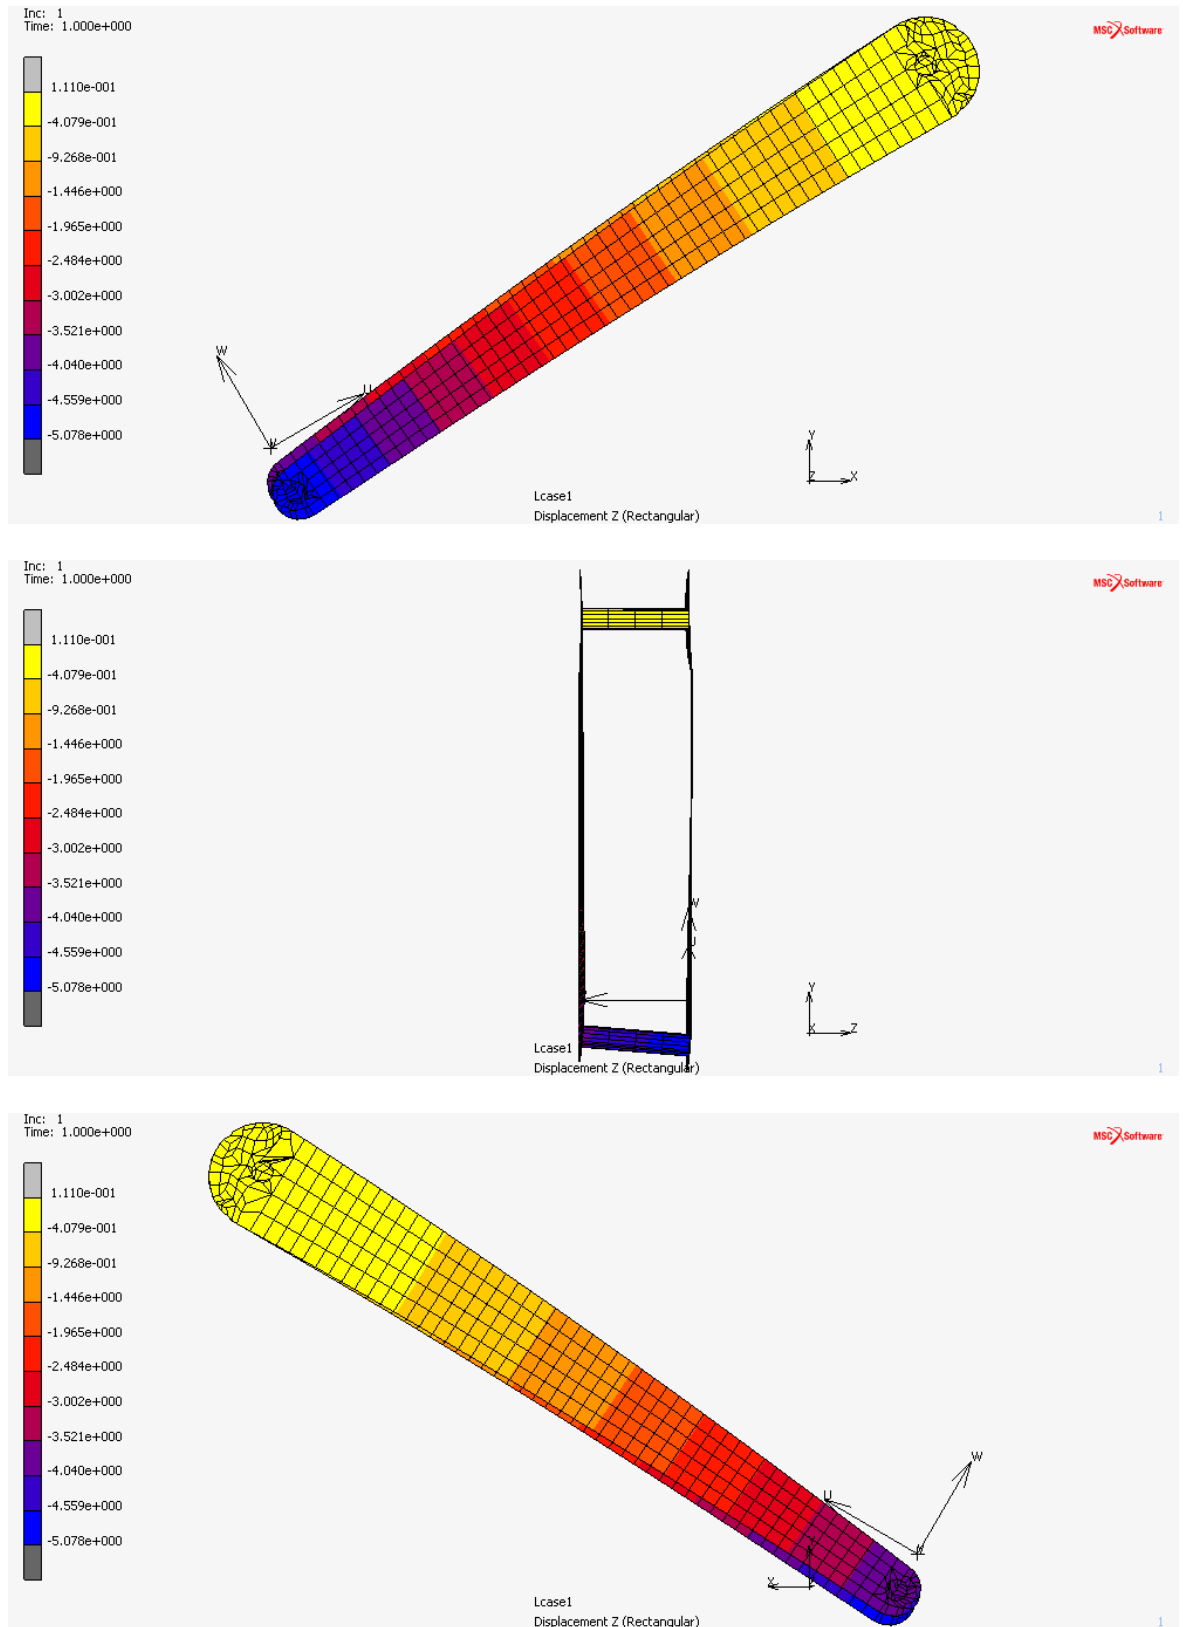 Inc: 1
Time: 1.000e+000
MSC Software
1.110e-001
-4.079e-001
-9.268e-001
-1.446e+000
-1.965e+000
-2.484e+000
-3.002e+000
-3.521e+000
-4.040e+000
-4.559e+000
-5.078e+000
W
U
Y
Z
X
Lcase1
Displacement Z (Rectangular)
1
Inc: 1
Time: 1.000e+000
MSC Software
1.110e-001
-4.079e-001
-9.268e-001
-1.446e+000
-1.965e+000
-2.484e+000
-3.002e+000
-3.521e+000
-4.040e+000
-4.559e+000
-5.078e+000
Y
X
Z
Lcase1
Displacement Z (Rectangular)
1
Inc: 1
Time: 1.000e+000
MSC Software
1.110e-001
-4.079e-001
-9.268e-001
-1.446e+000
-1.965e+000
-2.484e+000
-3.002e+000
-3.521e+000
-4.040e+000
-4.559e+000
-5.078e+000
W
U
X
Lcase1
Displacement Z (Rectangular)
1